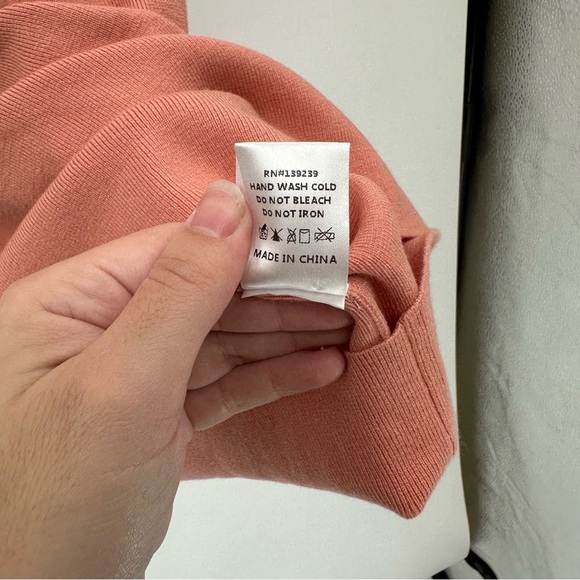 RN#139239
HAND WASH COLD
DO NOT BLEACH
DO NOT IRON
MADE IN CHINA